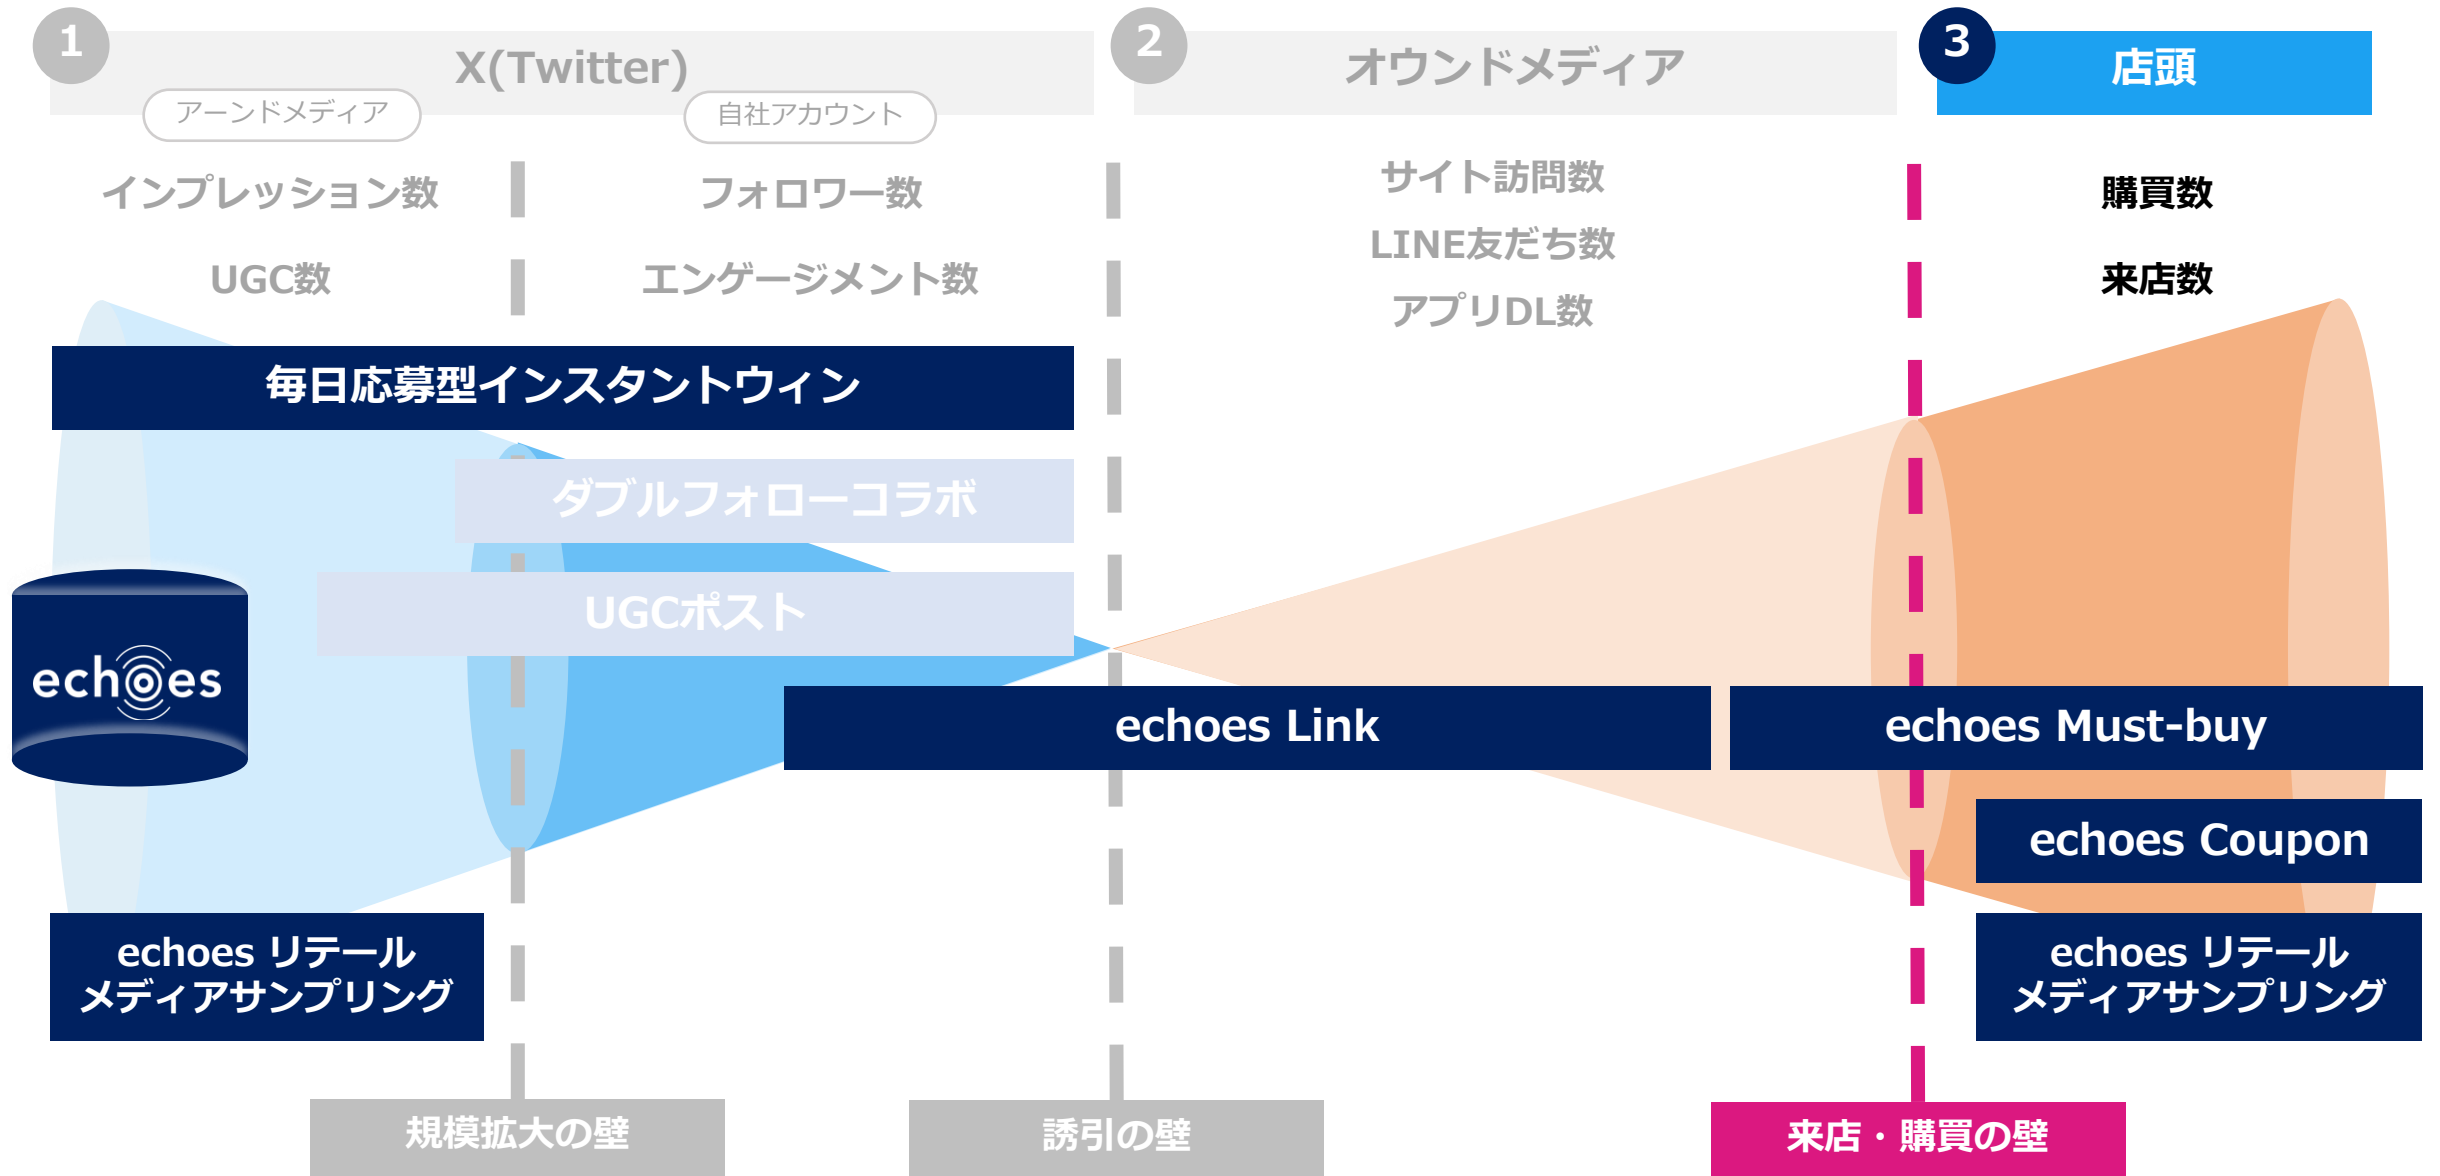 1
X(Twitter)
アーンドメディア
自社アカウント
インプレッション数
UGC数
フォロワー数
エンゲージメント数
2
オウンドメディア
サイト訪問数
LINE友だち数
アプリDL数
3
店頭
購買数
来店数
毎日応募型インスタントウィン
ダブルフォローコラボ
UGCポスト
echoes
echoes Link
echoes Must-buy
echoes Coupon
echoes リテール
メディアサンプリング
echoes リテール
メディアサンプリング
規模拡大の壁
誘引の壁
来店・購買の壁